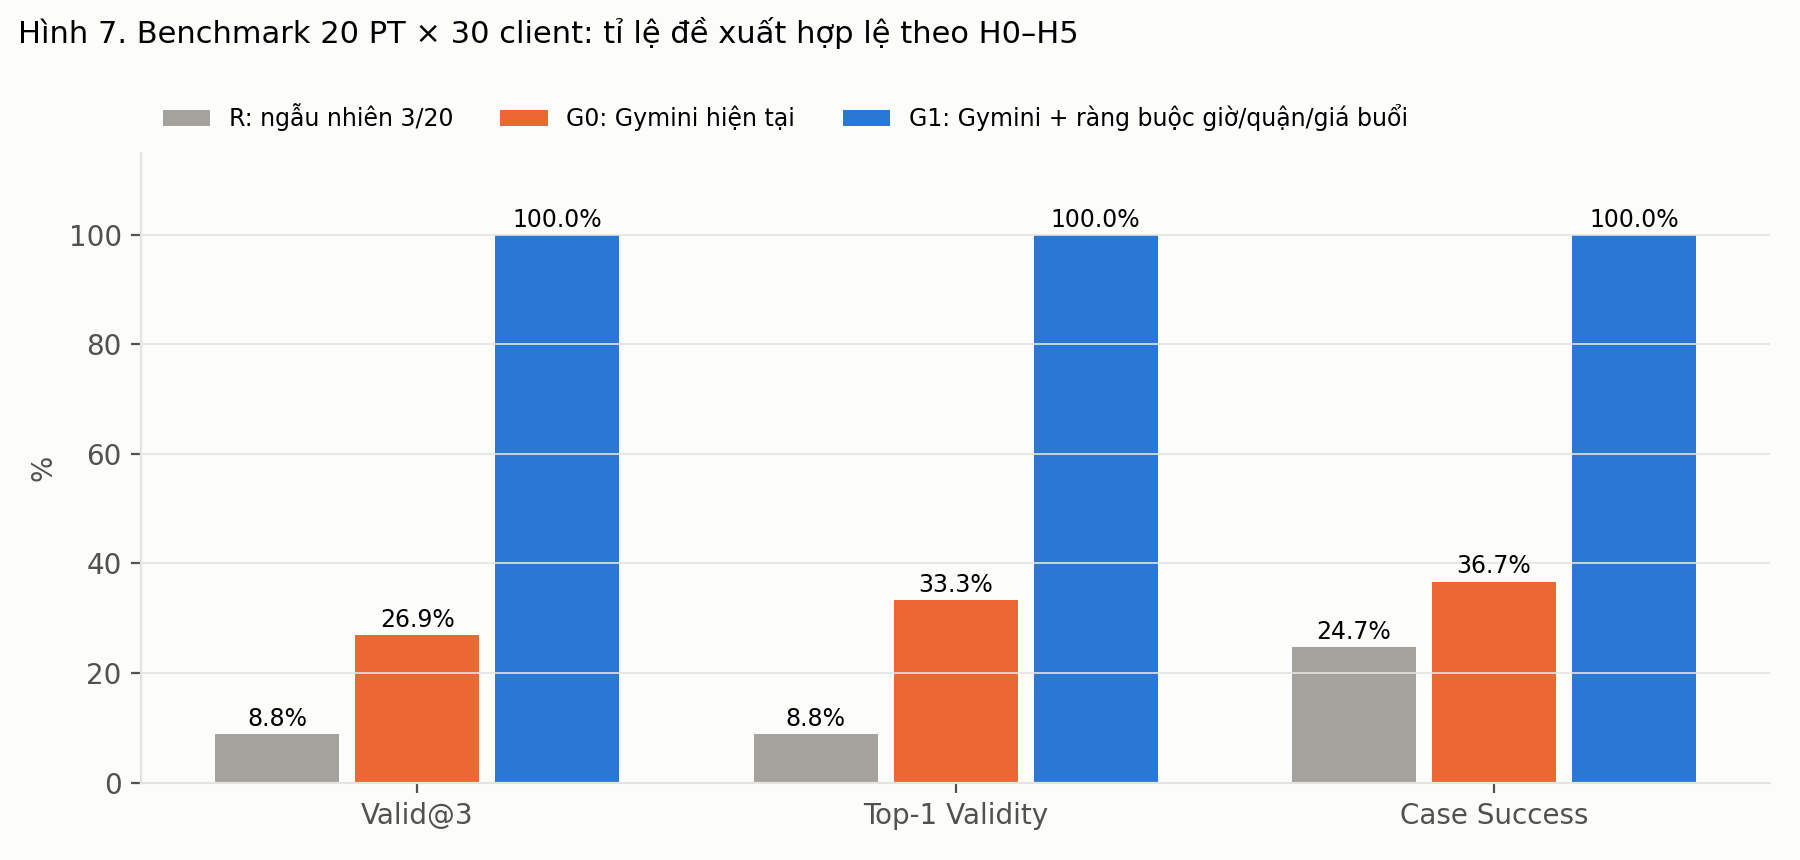 Hình 7. Benchmark 20 PT × 30 client: tỉ lệ đề xuất hợp lệ theo H0–H5
R: ngẫu nhiên 3/20
G0: Gymini hiện tại
G1: Gymini + ràng buộc giờ/quận/giá buổi
%
100
80
60
40
20
0
8.8%
26.9%
100.0%
8.8%
33.3%
100.0%
24.7%
36.7%
100.0%
Valid@3
Top-1 Validity
Case Success